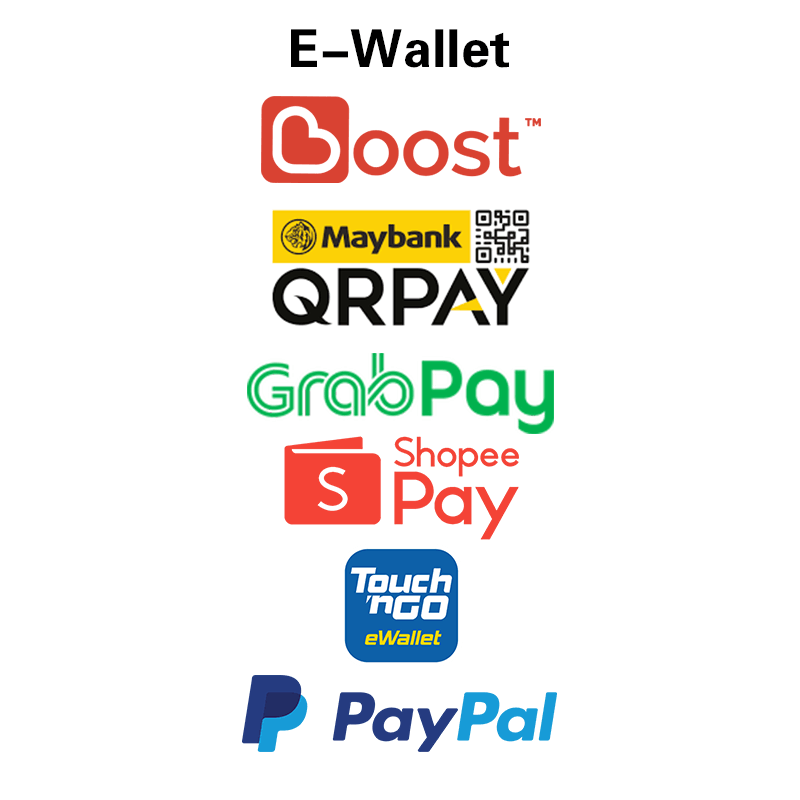 E-Wallet
Boost™
Maybank
QRPAY
GrabPay
S
Shopee
Pay
Touch
'nGO
eWallet
PayPal